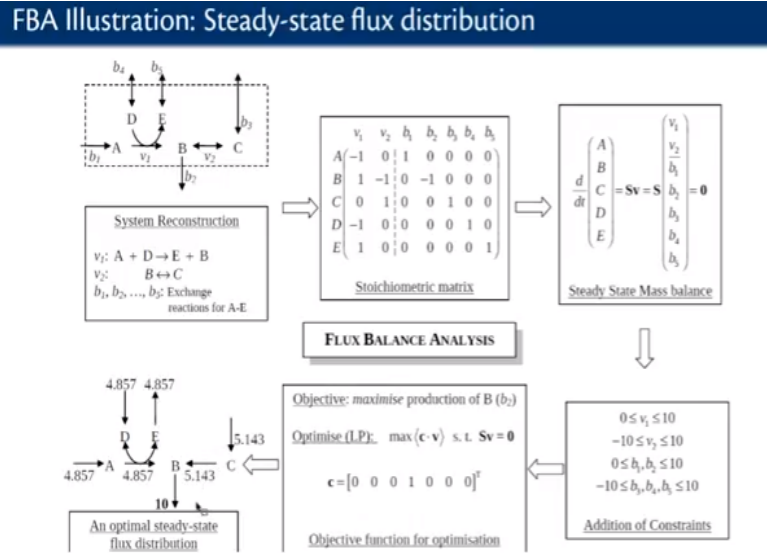 FBA Illustration: Steady-state flux distribution
b₄ b₅
D E
A B C
b₁ v₁ v₂ b₃
b₂
System Reconstruction
v₁: A + D → E + B
v₂: B ↔ C
b₁, b₂, ..., b₅: Exchange
reactions for A-E
v₁ v₂ b₁ b₂ b₃ b₄ b₅
A −1 0 1 0 0 0 0
B 1 −1 0 −1 0 0 0
C 0 1 0 0 1 0 0
D −1 0 0 0 0 1 0
E 1 0 0 0 0 0 1
Stoichiometric matrix
d/dt (A B C D E) = Sv = S (v₁ v₂ b₁ b₂ b₃ b₄ b₅) = 0
Steady State Mass balance
FLUX BALANCE ANALYSIS
0 ≤ v₁ ≤ 10
−10 ≤ v₂ ≤ 10
0 ≤ b₁, b₂ ≤ 10
−10 ≤ b₃, b₄, b₅ ≤ 10
Addition of Constraints
Objective: maximise production of B (b₂)
Optimise (LP): max ⟨c · v⟩ s. t. Sv = 0
c = [0 0 0 1 0 0 0]ᵀ
Objective function for optimisation
4.857 4.857
D E
5.143
A B C
4.857 4.857 5.143
10
An optimal steady-state
flux distribution